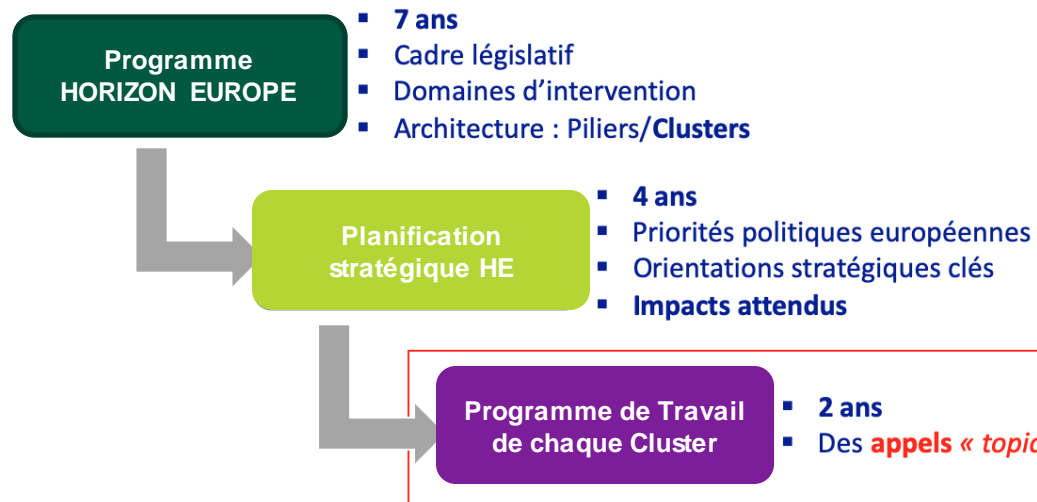 Programme
HORIZON EUROPE
▪ 7 ans
▪ Cadre législatif
▪ Domaines d’intervention
▪ Architecture : Piliers/Clusters
Planification
stratégique HE
▪ 4 ans
▪ Priorités politiques européennes
▪ Orientations stratégiques clés
▪ Impacts attendus
Programme de Travail
de chaque Cluster
▪ 2 ans
▪ Des appels «